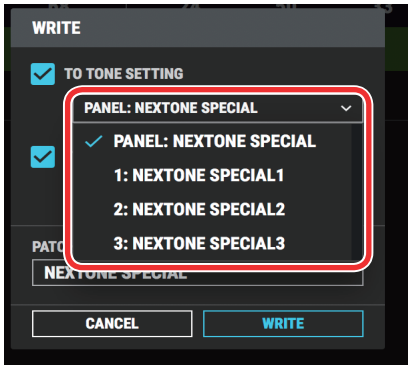 WRITE
TO TONE SETTING
PANEL: NEXTONE SPECIAL
PANEL: NEXTONE SPECIAL
1: NEXTONE SPECIAL1
2: NEXTONE SPECIAL2
3: NEXTONE SPECIAL3
NEXTONE SPECIAL
CANCEL
WRITE